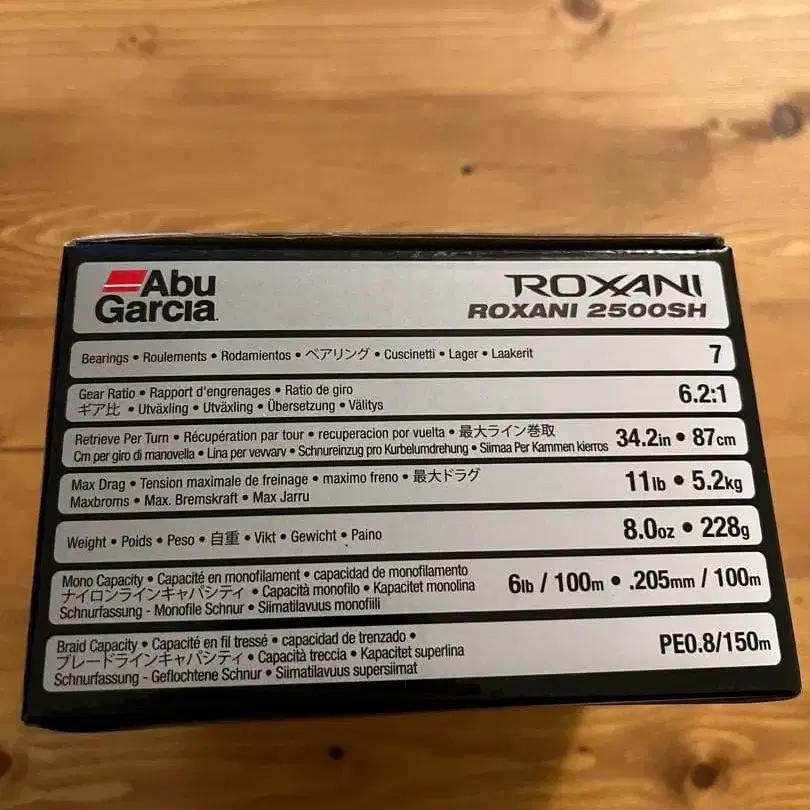 Abu
Garcia
ROXANI
ROXANI 2500SH
Bearings • Roulements • Rodamientos • ベアリング • Cuscinetti • Lager • Laakerit 7
Gear Ratio • Rapport d'engrenages • Ratio de giro
ギア比 • Utväxling • Utväxling • Übersetzung • Välitys
6.2:1
Retrieve Per Turn • Récupération par tour • recuperacion por vuelta • 最大ライン巻取
Cm per giro di manovella • Lina per vevvarv • Schnureinzug pro Kurbelumdrehung • Siimaa Per Kammen kierros
34.2in • 87cm
Max Drag • Tension maximale de freinage • maximo freno • 最大ドラグ
Maxbroms • Max. Bremskraft • Max Jarru
11lb • 5.2kg
Weight • Poids • Peso • 自重 • Vikt • Gewicht • Paino 8.0oz • 228g
Mono Capacity • Capacité en monofilament • capacidad de monofilamento
ナイロンラインキャパシティ • Capacità monofilo • Kapacitet monolina
Schnurfassung - Monofile Schnur • Siimatilavuus monofiili
6lb / 100m • .205mm / 100m
Braid Capacity • Capacité en fil tressé • capacidad de trenzado •
ブレードラインキャパシティ • Capacità treccia • Kapacitet superlina
Schnurfassung - Geflochtene Schnur • Siimatilavuus supersiimat
PE0.8/150m